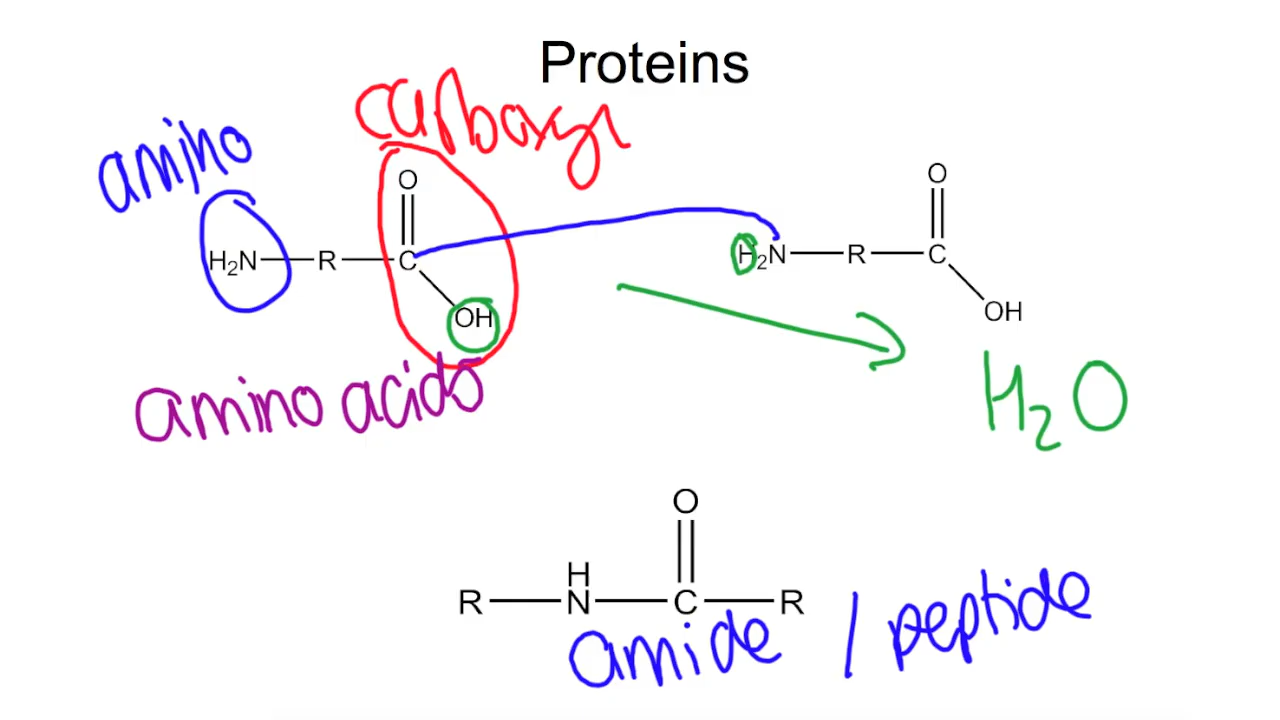 Proteins
carboxyl
amino
O
O
H₂N—R—C
H₂N—R—C
OH
OH
amino acids
H₂O
O
H
R—N—C—R
amide / peptide